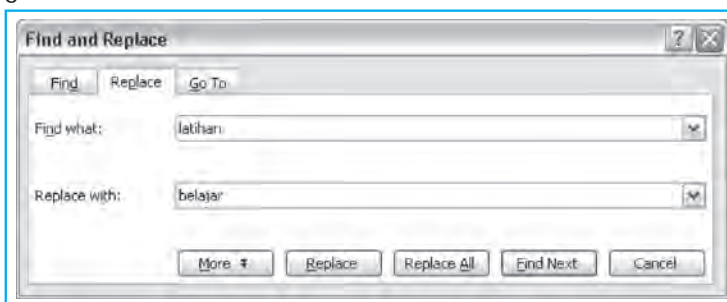 Find and Replace
Find Replace Go To
Find what: latihan
Replace with: belajar
More Replace Replace All Find Next Cancel